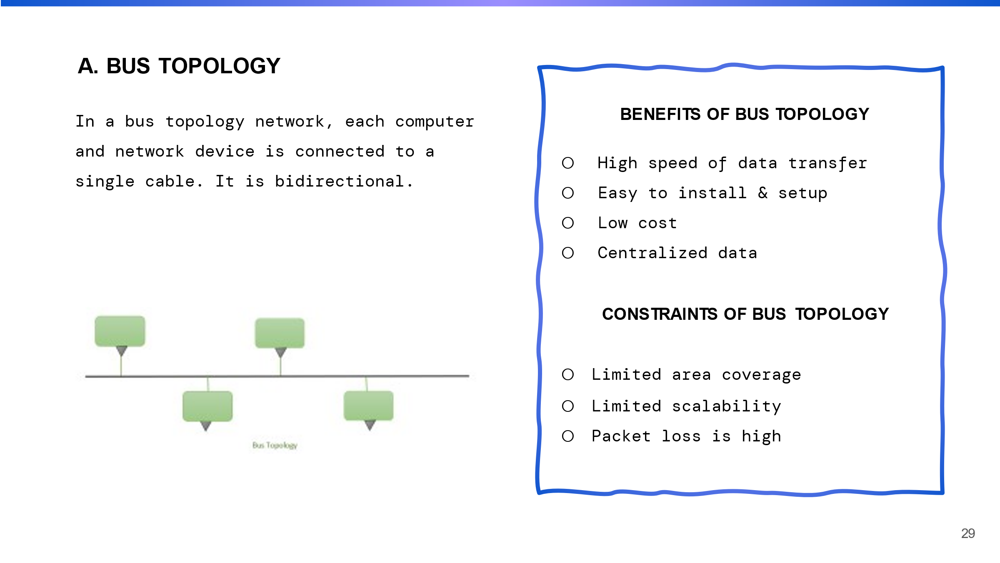 A. BUS TOPOLOGY
In a bus topology network, each computer
and network device is connected to a
single cable. It is bidirectional.
Bus Topology
BENEFITS OF BUS TOPOLOGY
○ High speed of data transfer
○ Easy to install & setup
○ Low cost
○ Centralized data
CONSTRAINTS OF BUS TOPOLOGY
○ Limited area coverage
○ Limited scalability
○ Packet loss is high
29